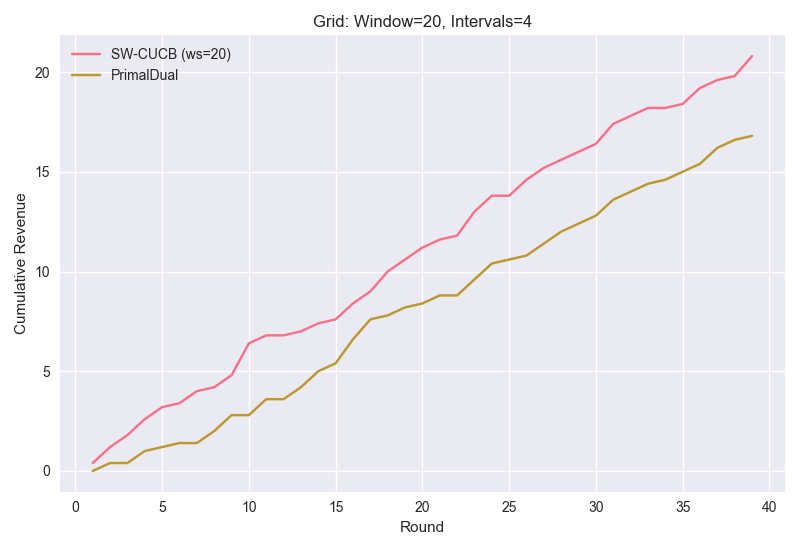 Grid: Window=20, Intervals=4
SW-CUCB (ws=20)
PrimalDual
Cumulative Revenue
20
15
10
5
0
0 5 10 15 20 25 30 35 40
Round